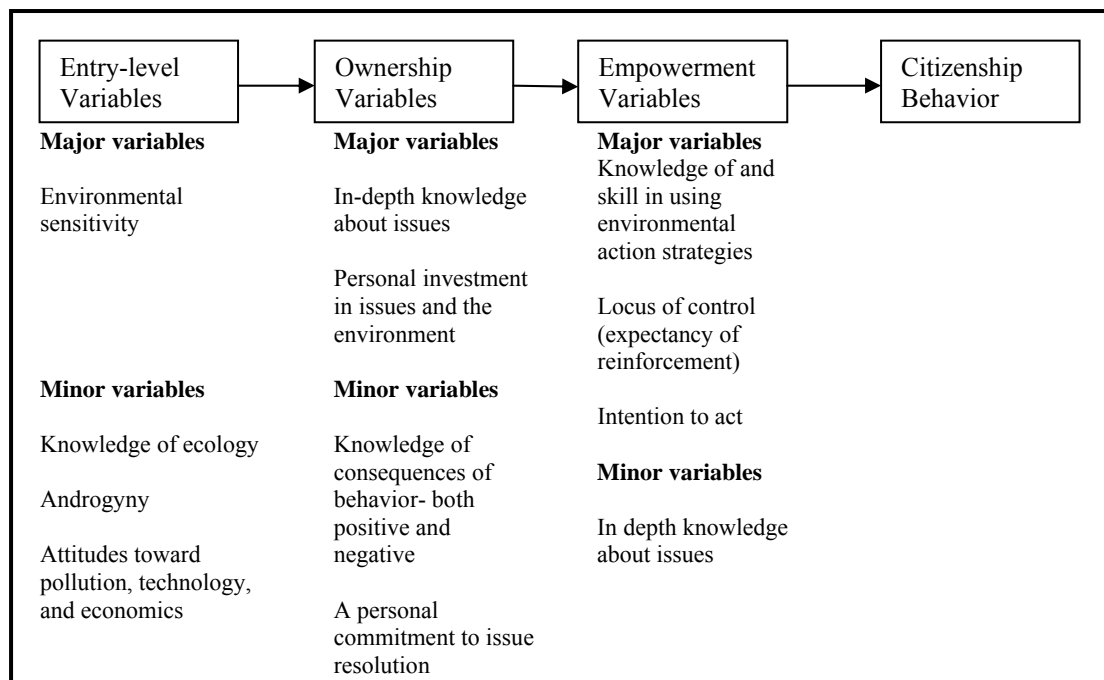 Entry-level
Variables
Ownership
Variables
Empowerment
Variables
Citizenship
Behavior
Major variables
Environmental
sensitivity
Minor variables
Knowledge of ecology
Androgyny
Attitudes toward
pollution, technology,
and economics
Major variables
In-depth knowledge
about issues
Personal investment
in issues and the
environment
Minor variables
Knowledge of
consequences of
behavior- both
positive and
negative
A personal
commitment to issue
resolution
Major variables
Knowledge of and
skill in using
environmental
action strategies
Locus of control
(expectancy of
reinforcement)
Intention to act
Minor variables
In depth knowledge
about issues